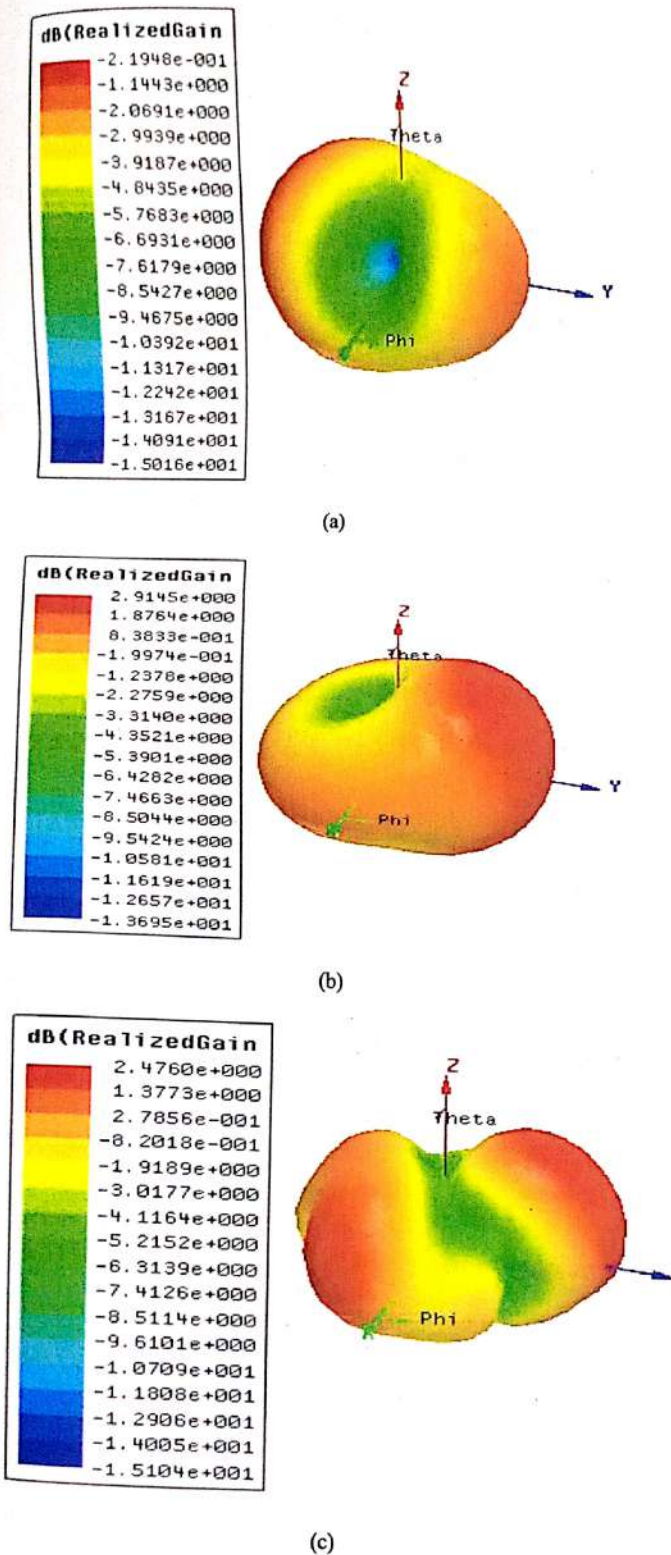 dB(RealizedGain
-2.1948e-001
-1.1443e+000
-2.0691e+000
-2.9939e+000
-3.9187e+000
-4.8435e+000
-5.7683e+000
-6.6931e+000
-7.6179e+000
-8.5427e+000
-9.4675e+000
-1.0392e+001
-1.1317e+001
-1.2242e+001
-1.3167e+001
-1.4091e+001
-1.5016e+001
Z
Theta
Y
Phi
(a)
dB(RealizedGain
2.9145e+000
1.8764e+000
8.3833e-001
-1.9974e-001
-1.2378e+000
-2.2759e+000
-3.3140e+000
-4.3521e+000
-5.3901e+000
-6.4282e+000
-7.4663e+000
-8.5044e+000
-9.5424e+000
-1.0581e+001
-1.1619e+001
-1.2657e+001
-1.3695e+001
Z
Theta
Y
Phi
(b)
dB(RealizedGain
2.4760e+000
1.3773e+000
2.7856e-001
-8.2018e-001
-1.9189e+000
-3.0177e+000
-4.1164e+000
-5.2152e+000
-6.3139e+000
-7.4126e+000
-8.5114e+000
-9.6101e+000
-1.0709e+001
-1.1808e+001
-1.2906e+001
-1.4005e+001
-1.5104e+001
Z
Theta
Phi
(c)